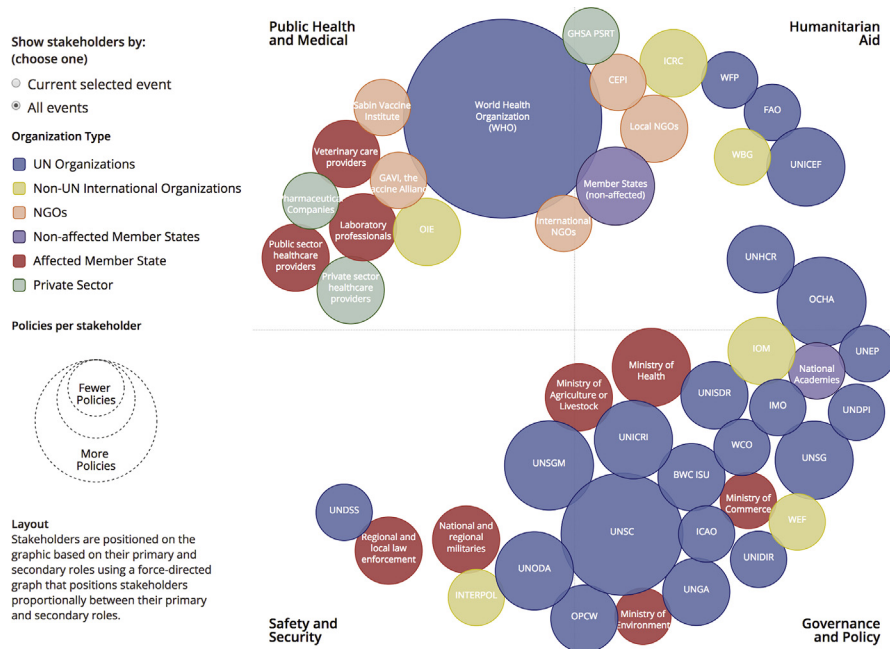 Show stakeholders by:
(choose one)
Current selected event
All events
Organization Type
UN Organizations
Non-UN International Organizations
NGOs
Non-affected Member States
Affected Member State
Private Sector
Policies per stakeholder
Fewer
Policies
More
Policies
Layout
Stakeholders are positioned on the
graphic based on their primary and
secondary roles using a force-directed
graph that positions stakeholders
proportionally between their primary
and secondary roles.
Public Health
and Medical
Humanitarian
Aid
GHSA PSRT
ICRC
CEPI
WFP
World Health
Organization
(WHO)
Sabin Vaccine
Institute
FAO
Local NGOs
Veterinary care
providers
WBG
UNICEF
GAVI, the
Vaccine Alliance
Member States
(non-affected)
Pharmaceutical
Companies
Laboratory
professionals
OIE
International
NGOs
Public sector
healthcare
providers
Private sector
healthcare
providers
UNHCR
OCHA
IOM
UNEP
National
Academies
Ministry of
Health
Ministry of
Agriculture or
Livestock
UNISDR
IMO
UNDPI
UNICRI
WCO
UNSG
UNSGM
BWC ISU
Ministry of
Commerce
UNDSS
WEF
Regional and
local law
enforcement
National and
regional
militaries
UNSC
ICAO
UNIDIR
UNODA
UNGA
INTERPOL
OPCW
Ministry of
Environment
Safety and
Security
Governance
and Policy